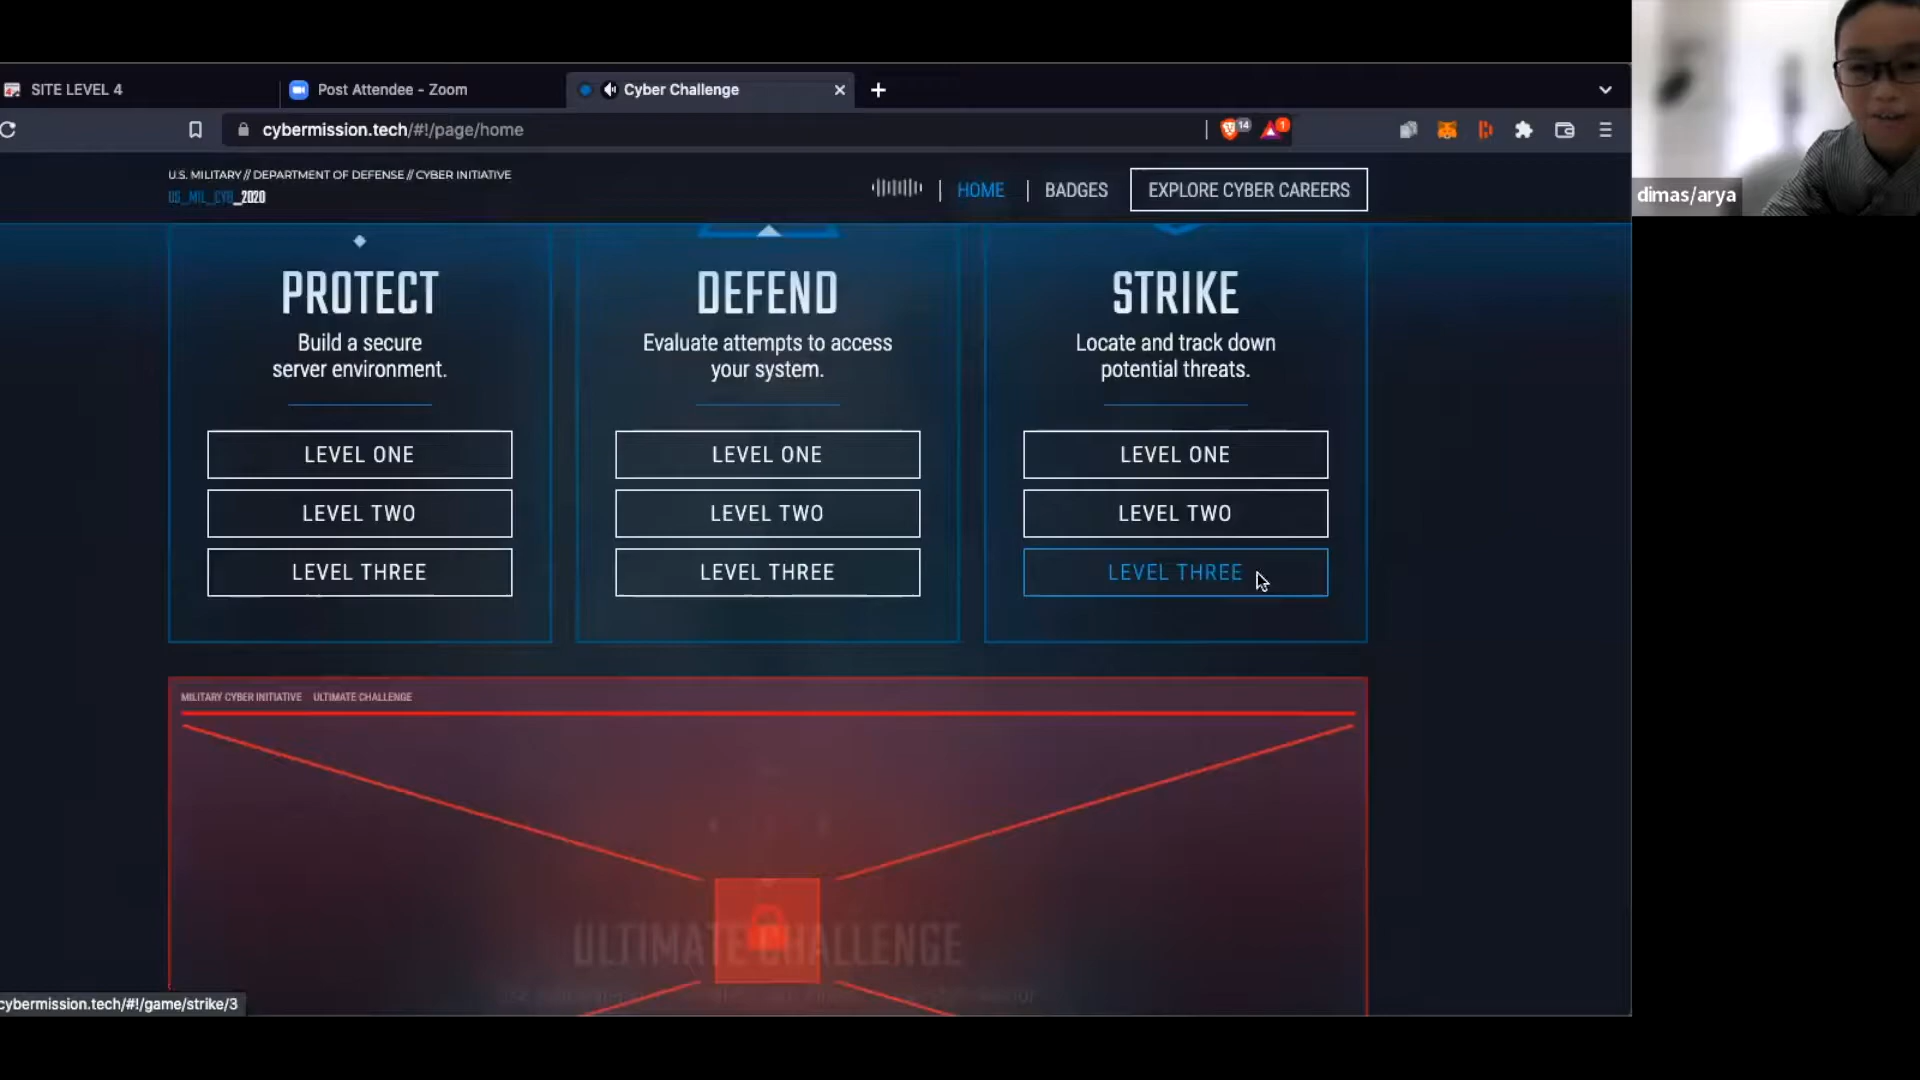 SITE LEVEL 4
Post Attendee - Zoom
Cyber Challenge
cybermission.tech/#!/page/home
14
1
U.S. MILITARY // DEPARTMENT OF DEFENSE // CYBER INITIATIVE
US_MIL_CYB_2020
HOME
BADGES
EXPLORE CYBER CAREERS
PROTECT
Build a secure
server environment.
LEVEL ONE
LEVEL TWO
LEVEL THREE
DEFEND
Evaluate attempts to access
your system.
LEVEL ONE
LEVEL TWO
LEVEL THREE
STRIKE
Locate and track down
potential threats.
LEVEL ONE
LEVEL TWO
LEVEL THREE
MILITARY CYBER INITIATIVE ULTIMATE CHALLENGE
ULTIMATE CHALLENGE
cybermission.tech/#!/game/strike/3
dimas/arya